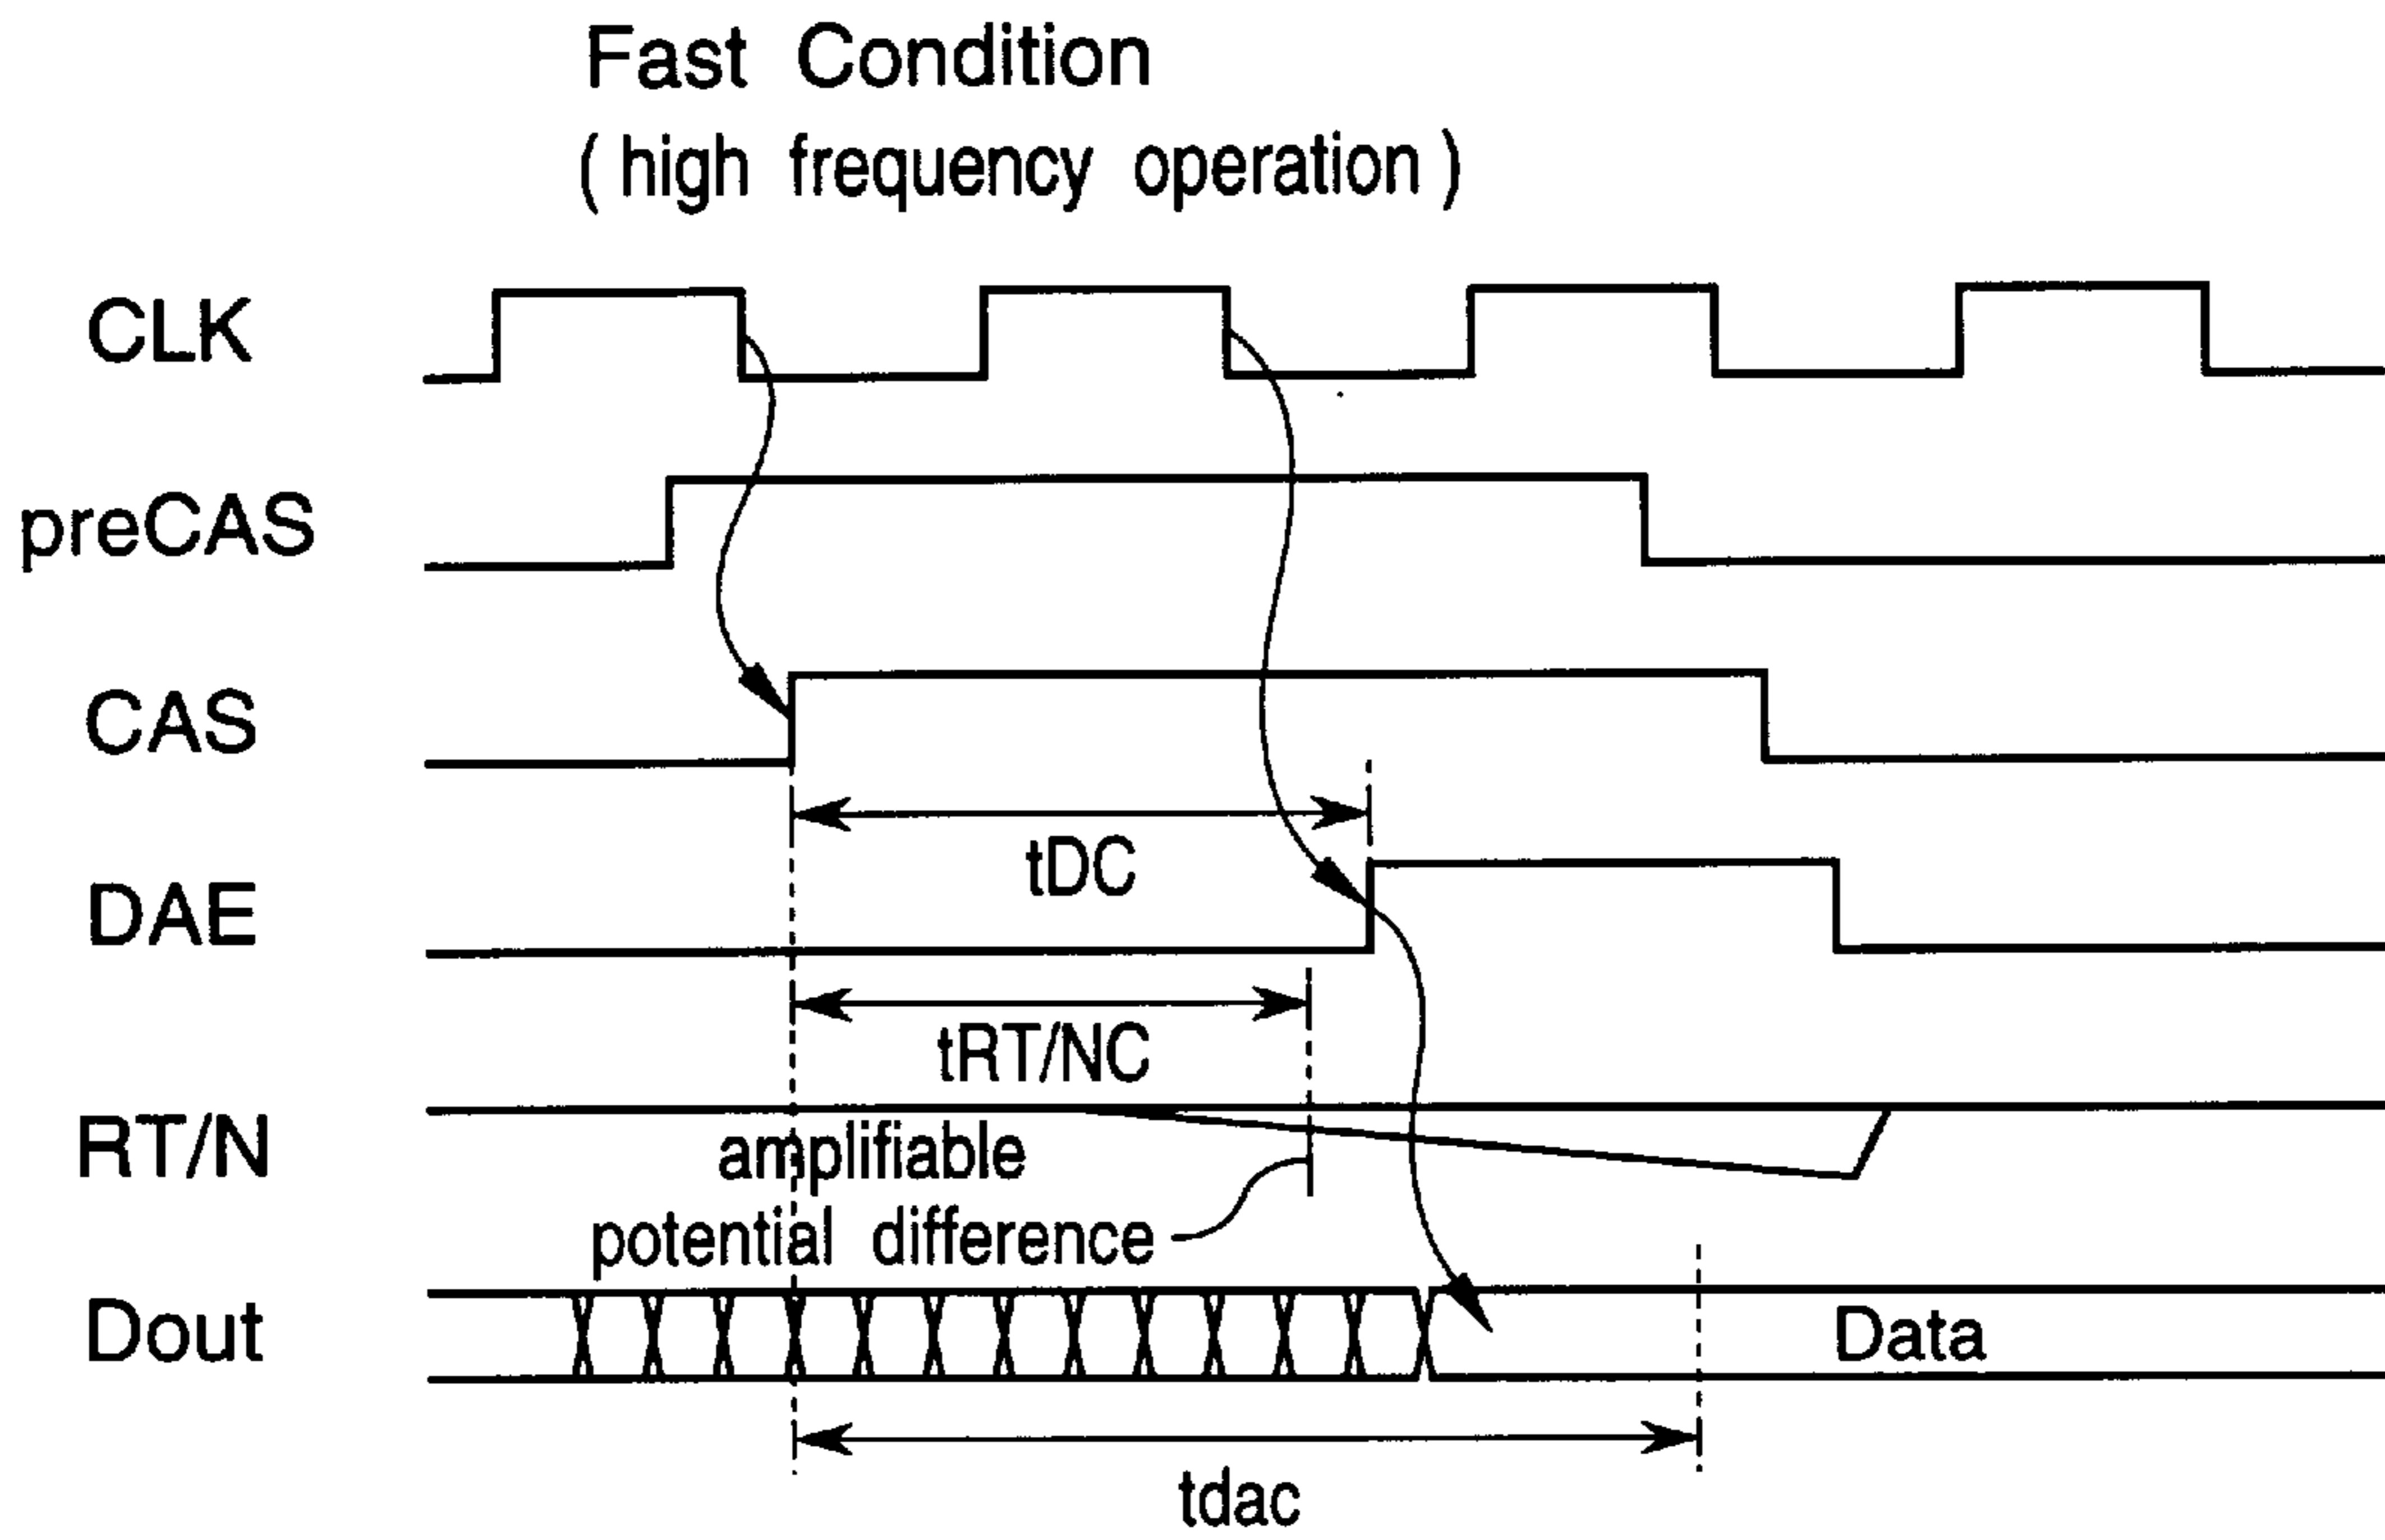 Fast Condition
( high frequency operation )
CLK
preCAS
CAS
tDC
DAE
tRT/NC
RT/N
amplifiable
potential difference
Dout
Data
tdac